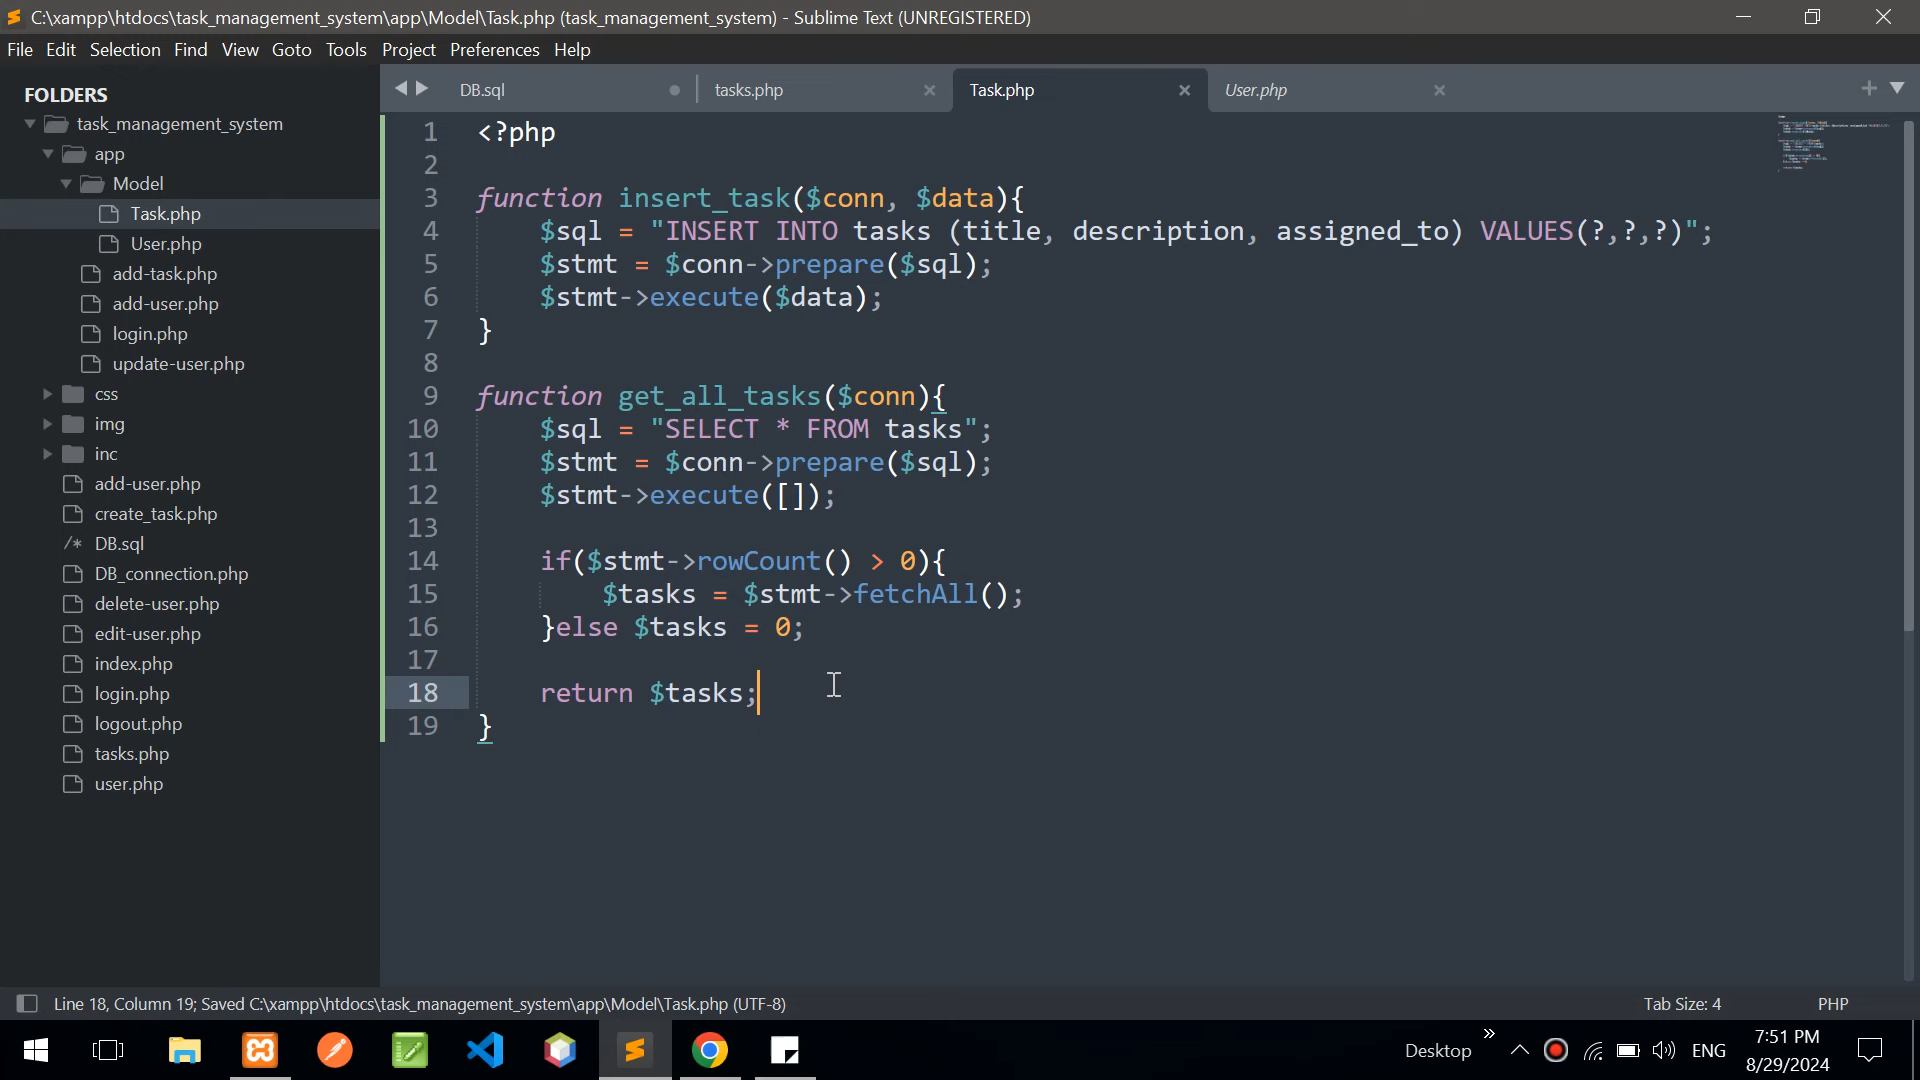 C:\xampp\htdocs\task_management_system\app\Model\Task.php (task_management_system) - Sublime Text (UNREGISTERED)
File Edit Selection Find View Goto Tools Project Preferences Help
FOLDERS
task_management_system
app
Model
Task.php
User.php
add-task.php
add-user.php
login.php
update-user.php
css
img
inc
add-user.php
create_task.php
/* DB.sql
DB_connection.php
delete-user.php
edit-user.php
index.php
login.php
logout.php
tasks.php
user.php
DB.sql tasks.php Task.php User.php
1 <?php
2
3 function insert_task($conn, $data){
4 $sql = "INSERT INTO tasks (title, description, assigned_to) VALUES(?,?,?)";
5 $stmt = $conn->prepare($sql);
6 $stmt->execute($data);
7 }
8
9 function get_all_tasks($conn){
10 $sql = "SELECT * FROM tasks";
11 $stmt = $conn->prepare($sql);
12 $stmt->execute([]);
13
14 if($stmt->rowCount() > 0){
15 $tasks = $stmt->fetchAll();
16 }else $tasks = 0;
17
18 return $tasks;
19 }
Line 18, Column 19; Saved C:\xampp\htdocs\task_management_system\app\Model\Task.php (UTF-8) Tab Size: 4 PHP
Desktop ENG 7:51 PM
8/29/2024